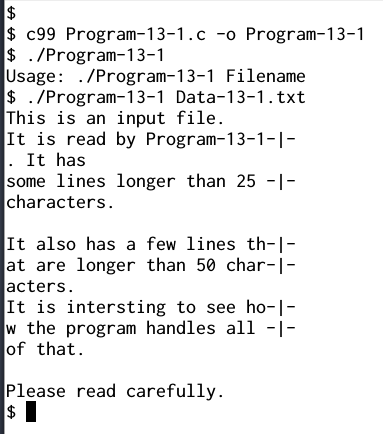 $
$ c99 Program-13-1.c -o Program-13-1
$ ./Program-13-1
Usage: ./Program-13-1 Filename
$ ./Program-13-1 Data-13-1.txt
This is an input file.
It is read by Program-13-1-|-
. It has
some lines longer than 25 -|-
characters.

It also has a few lines th-|-
at are longer than 50 char-|-
acters.
It is intersting to see ho-|-
w the program handles all -|-
of that.

Please read carefully.
$